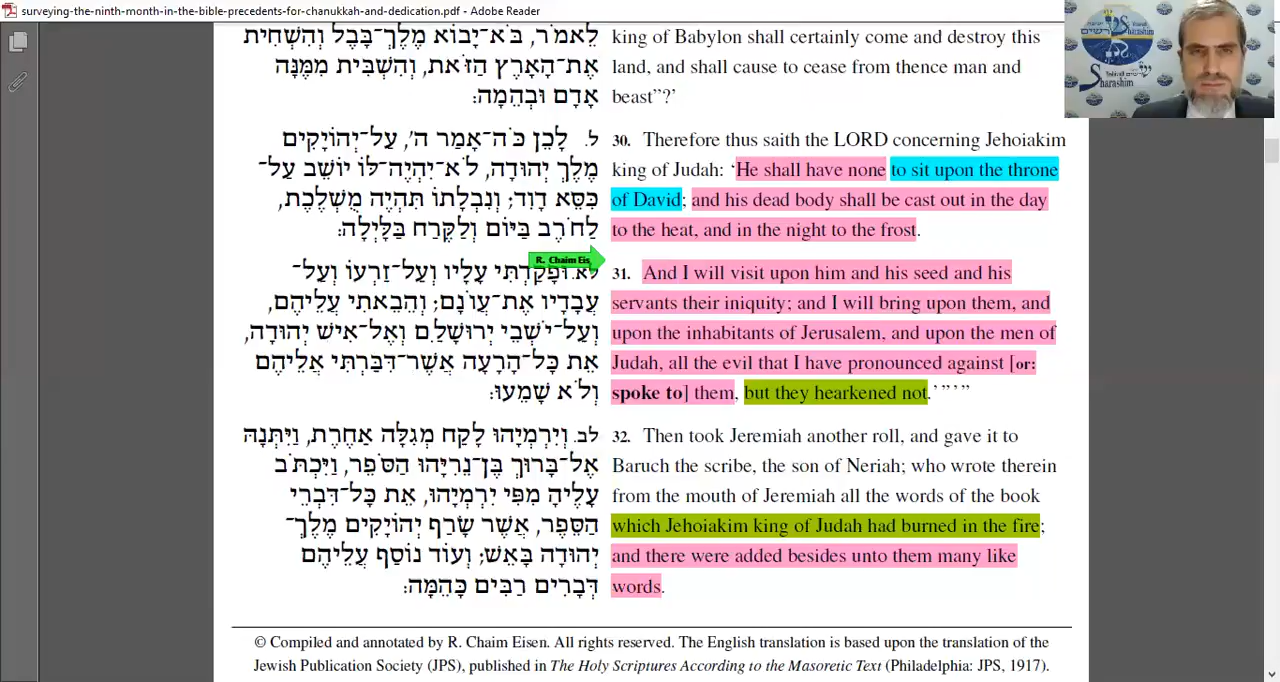 surveying-the-ninth-month-in-the-bible-precedents-for-chanukkah-and-dedication.pdf - Adobe Reader
לֵאמֹר, בֹּא־יָבוֹא מֶלֶךְ־בָּבֶל וְהִשְׁחִית
אֶת־הָאָרֶץ הַזֹּאת, וְהִשְׁבִּית מִמֶּנָּה
אָדָם וּבְהֵמָה:
king of Babylon shall certainly come and destroy this
land, and shall cause to cease from thence man and
beast”?’
ל. לָכֵן כֹּה־אָמַר ה', עַל־יְהוֹיָקִים
מֶלֶךְ יְהוּדָה, לֹא־יִהְיֶה־לּוֹ יוֹשֵׁב עַל־
כִּסֵּא דָוִד; וְנִבְלָתוֹ תִּהְיֶה מֻשְׁלֶכֶת,
לַחֹרֶב בַּיּוֹם וְלַקֶּרַח בַּלָּיְלָה:
30. Therefore thus saith the LORD concerning Jehoiakim
king of Judah: ‘He shall have none to sit upon the throne
of David; and his dead body shall be cast out in the day
to the heat, and in the night to the frost.
R. Chaim Eis
לא. וּפָקַדְתִּי עָלָיו וְעַל־זַרְעוֹ וְעַל־
עֲבָדָיו אֶת־עֲוֹנָם; וְהֵבֵאתִי עֲלֵיהֶם,
וְעַל־יֹשְׁבֵי יְרוּשָׁלִַם וְאֶל־אִישׁ יְהוּדָה,
אֵת כָּל־הָרָעָה אֲשֶׁר־דִּבַּרְתִּי אֲלֵיהֶם
וְלֹא שָׁמֵעוּ:
31. And I will visit upon him and his seed and his
servants their iniquity; and I will bring upon them, and
upon the inhabitants of Jerusalem, and upon the men of
Judah, all the evil that I have pronounced against [or:
spoke to] them, but they hearkened not.’”’”
לב. וְיִרְמְיָהוּ לָקַח מְגִלָּה אַחֶרֶת, וַיִּתְּנָהּ
אֶל־בָּרוּךְ בֶּן־נֵרִיָּהוּ הַסֹּפֵר, וַיִּכְתֹּב
עָלֶיהָ מִפִּי יִרְמְיָהוּ, אֵת כָּל־דִּבְרֵי
הַסֵּפֶר, אֲשֶׁר שָׂרַף יְהוֹיָקִים מֶלֶךְ־
יְהוּדָה בָּאֵשׁ; וְעוֹד נוֹסַף עֲלֵיהֶם
דְּבָרִים רַבִּים כָּהֵמָּה:
32. Then took Jeremiah another roll, and gave it to
Baruch the scribe, the son of Neriah; who wrote therein
from the mouth of Jeremiah all the words of the book
which Jehoiakim king of Judah had burned in the fire;
and there were added besides unto them many like
words.
© Compiled and annotated by R. Chaim Eisen. All rights reserved. The English translation is based upon the translation of the
Jewish Publication Society (JPS), published in The Holy Scriptures According to the Masoretic Text (Philadelphia: JPS, 1917).
Sharashim